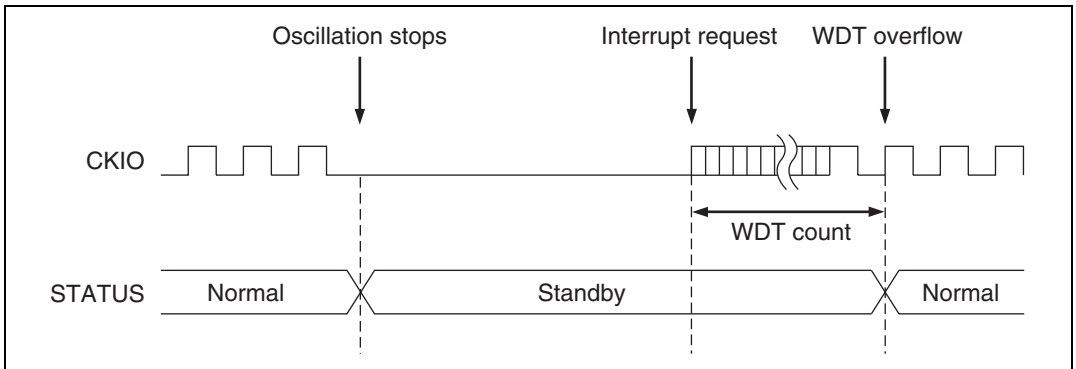 Oscillation stops
Interrupt request
WDT overflow
CKIO
WDT count
STATUS
Normal
Standby
Normal